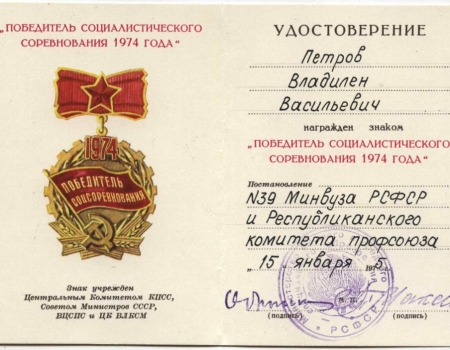 „ПОБЕДИТЕЛЬ СОЦИАЛИСТИЧЕСКОГО
СОРЕВНОВАНИЯ 1974 ГОДА“
1974
ПОБЕДИТЕЛЬ
СОЦСОРЕВНОВАНИЯ
Знак учрежден
Центральным Комитетом КПСС,
Советом Министров СССР,
ВЦСПС и ЦК ВЛКСМ
УДОСТОВЕРЕНИЕ
Петров
Владилен
Васильевич
награжден знаком
„ПОБЕДИТЕЛЬ СОЦИАЛИСТИЧЕСКОГО
СОРЕВНОВАНИЯ 1974 ГОДА“
Постановление
N39 Минвуза РСФСР
и Республиканского
комитета профсоюза
„15“ января 1975 г.
М. П.
(подпись) (подпись)
РСФСР